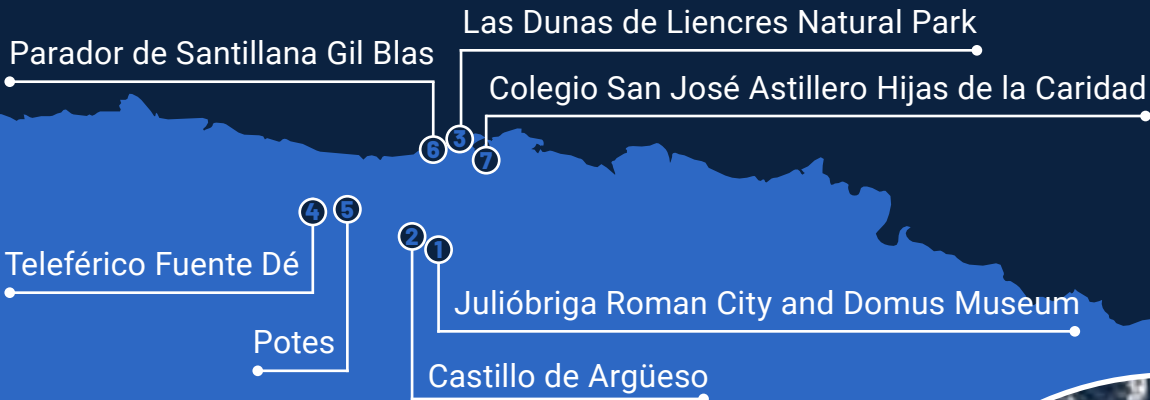 Las Dunas de Liencres Natural Park
Parador de Santillana Gil Blas
Colegio San José Astillero Hijas de la Caridad
6
3
7
4
5
2
1
Teleférico Fuente Dé
Julióbriga Roman City and Domus Museum
Potes
Castillo de Argüeso